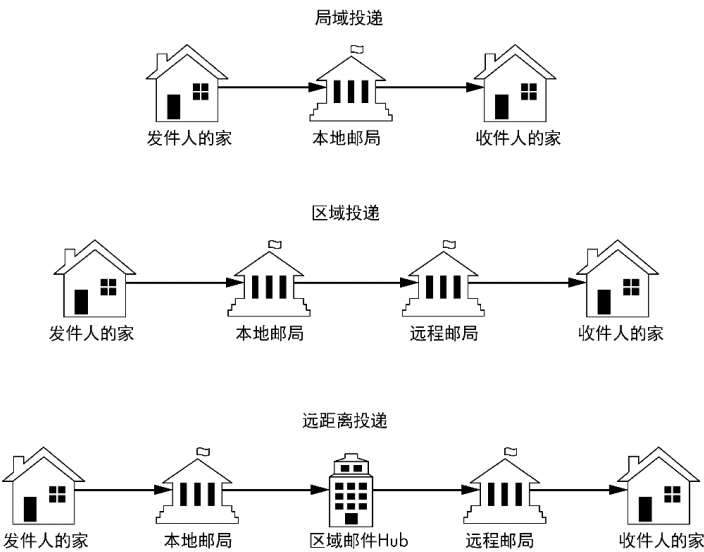 局域投递
发件人的家 本地邮局 收件人的家
区域投递
发件人的家 本地邮局 远程邮局 收件人的家
远距离投递
发件人的家 本地邮局 区域邮件Hub 远程邮局 收件人的家